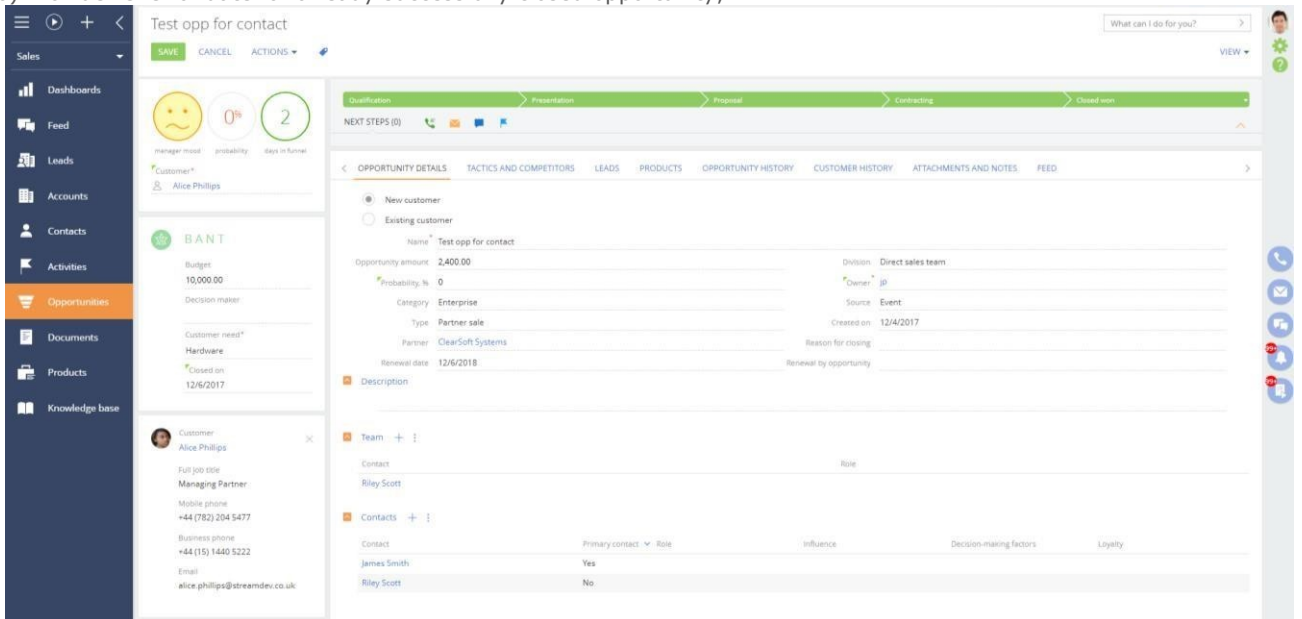 Test opp for contact
What can I do for you?
SAVE CANCEL ACTIONS
VIEW
Sales
Dashboards
Feed
Leads
Accounts
Contacts
Activities
Opportunities
Documents
Products
Knowledge base
0%
2
manager mood probability days in funnel
Customer*
Alice Phillips
BANT
Budget
10,000.00
Decision maker
Customer need*
Hardware
Closed on
12/6/2017
Customer
Alice Phillips
Full job title
Managing Partner
Mobile phone
+44 (782) 204 5477
Business phone
+44 (15) 1440 5222
Email
alice.phillips@streamdev.co.uk
Qualification Presentation Proposal Contracting Closed won
NEXT STEPS (0)
OPPORTUNITY DETAILS TACTICS AND COMPETITORS LEADS PRODUCTS OPPORTUNITY HISTORY CUSTOMER HISTORY ATTACHMENTS AND NOTES FEED
New customer
Existing customer
Name* Test opp for contact
Opportunity amount 2,400.00 Division Direct sales team
Probability, % 0 Owner* JP
Category Enterprise Source Event
Type Partner sale Created on 12/4/2017
Partner ClearSoft Systems Reason for closing
Renewal date 12/6/2018 Renewal by opportunity
Description
Team
Contact Role
Riley Scott
Contacts
Contact Primary contact Role Influence Decision-making factors Loyalty
James Smith Yes
Riley Scott No
99+
99+